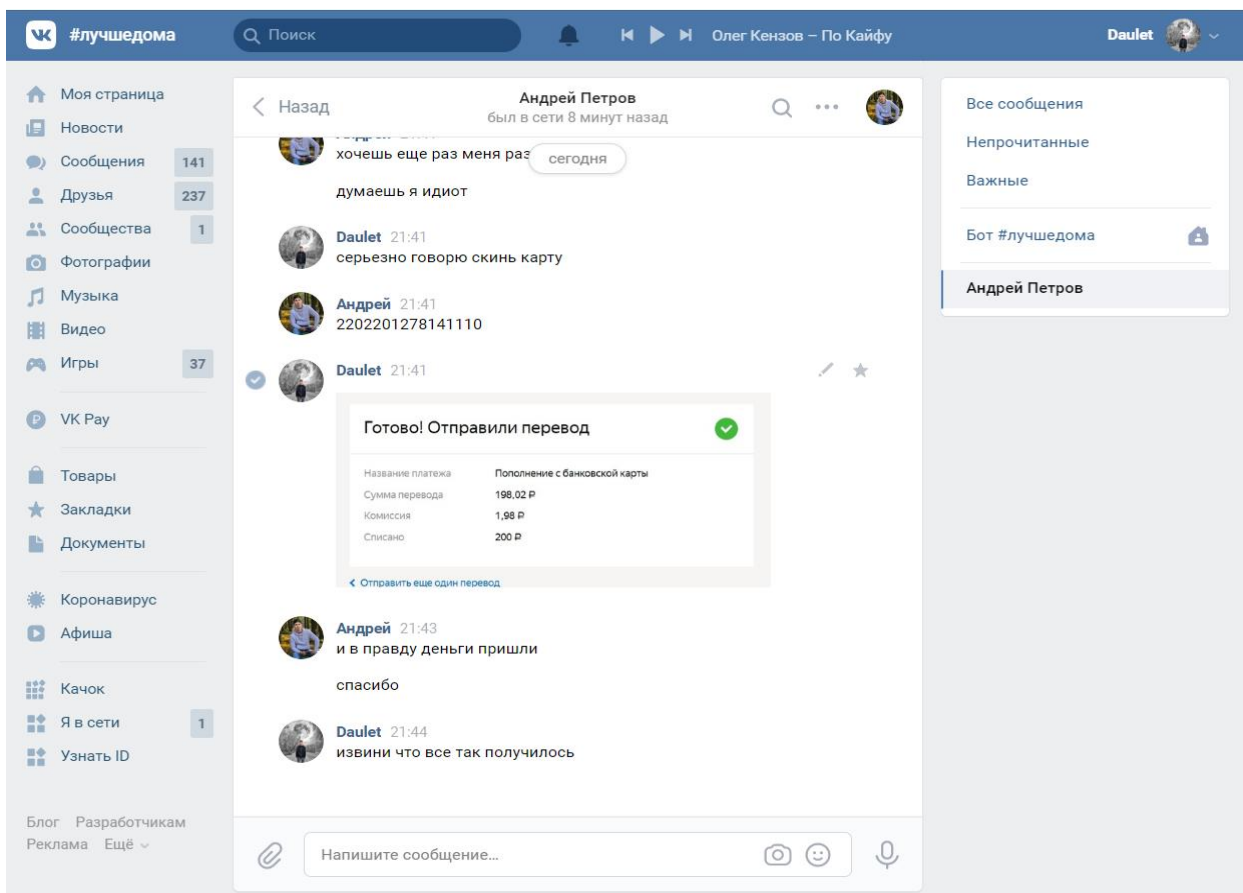 #лучшедома
Поиск
Олег Кензов – По Кайфу
Daulet
Моя страница
Новости
Сообщения 141
Друзья 237
Сообщества 1
Фотографии
Музыка
Видео
Игры 37
VK Pay
Товары
Закладки
Документы
Коронавирус
Афиша
Качок
Я в сети 1
Узнать ID
Блог Разработчикам
Реклама Ещё
Назад
Андрей Петров
был в сети 8 минут назад
сегодня
хочешь еще раз меня раз
думаешь я идиот
Daulet 21:41
серьезно говорю скинь карту
Андрей 21:41
2202201278141110
Daulet 21:41
Готово! Отправили перевод
Название платежа Пополнение с банковской карты
Сумма перевода 198,02 ₽
Комиссия 1,98 ₽
Списано 200 ₽
Отправить еще один перевод
Андрей 21:43
и в правду деньги пришли
спасибо
Daulet 21:44
извини что все так получилось
Напишите сообщение...
Все сообщения
Непрочитанные
Важные
Бот #лучшедома
Андрей Петров